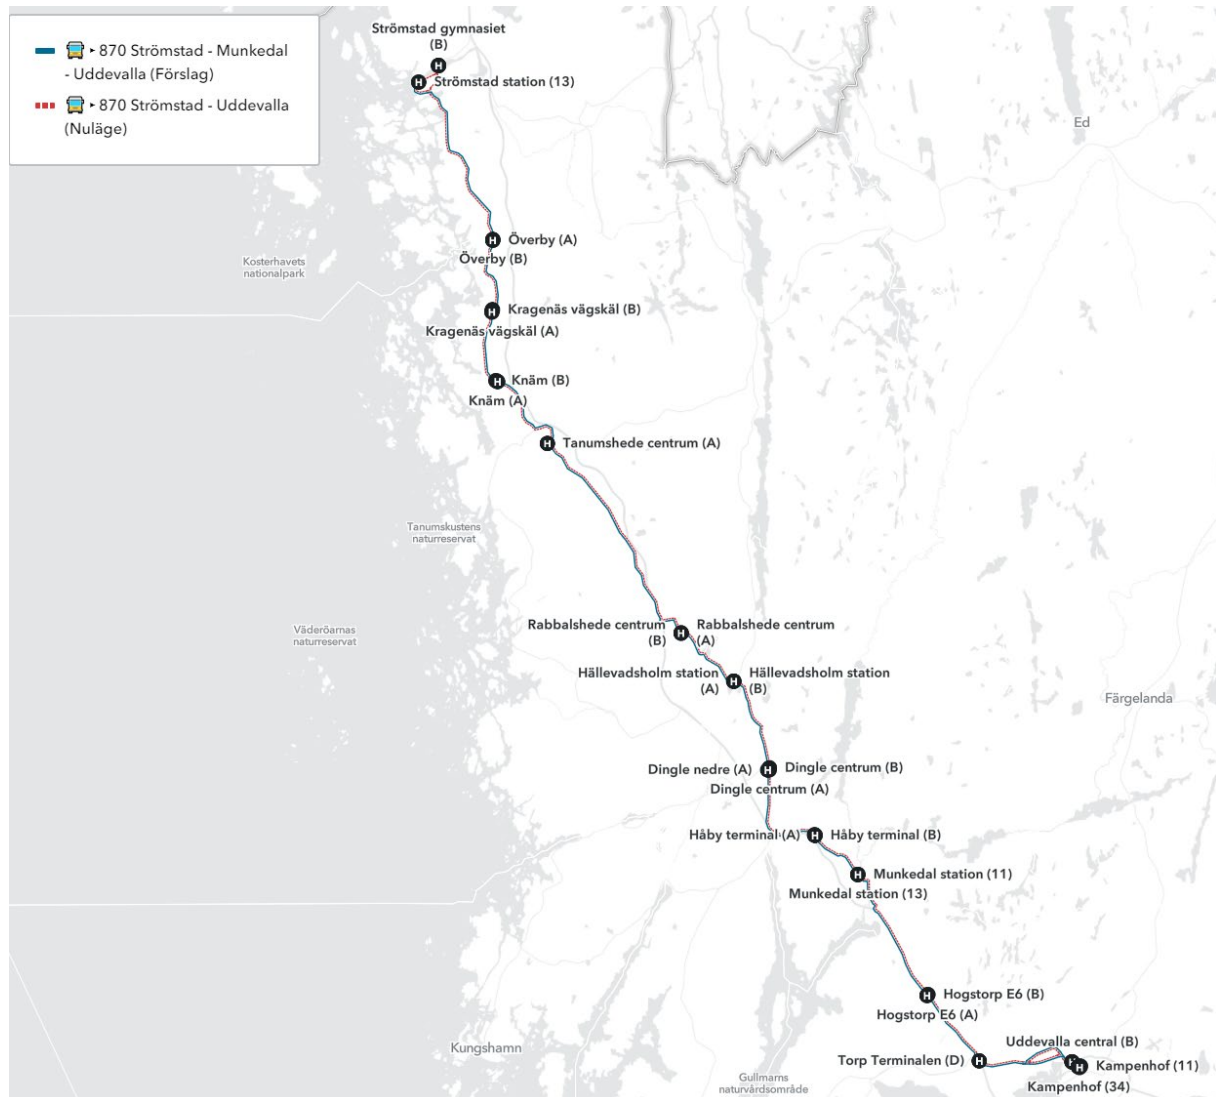 870 Strömstad - Munkedal
- Uddevalla (Förslag)
870 Strömstad - Uddevalla
(Nuläge)
Strömstad gymnasiet
(B)
Strömstad station (13)
Ed
Överby (A)
Överby (B)
Kosterhavets
nationalpark
Kragenäs vägskäl (B)
Kragenäs vägskäl (A)
Knäm (B)
Knäm (A)
Tanumshede centrum (A)
Tanumskustens
naturreservat
Väderöarnas
naturreservat
Rabbalshede centrum
(B)
Rabbalshede centrum
(A)
Hällevadsholm station
(A)
Hällevadsholm station
(B)
Färgelanda
Dingle nedre (A)
Dingle centrum (B)
Dingle centrum (A)
Håby terminal (A)
Håby terminal (B)
Munkedal station (11)
Munkedal station (13)
Hogstorp E6 (B)
Hogstorp E6 (A)
Kungshamn
Uddevalla central (B)
Torp Terminalen (D)
Kampenhof (11)
Kampenhof (34)
Gullmarns
naturvårdsområde